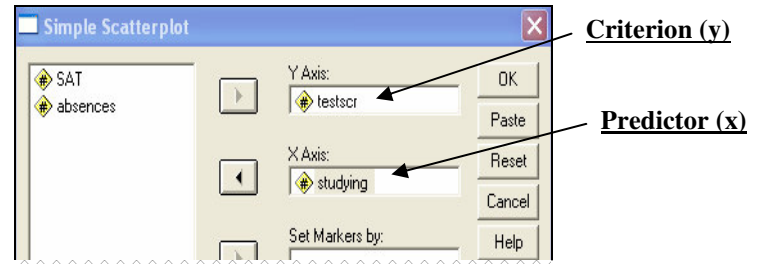 Simple Scatterplot
Criterion (y)
SAT
absences
Y Axis:
testscr
OK
Paste
Predictor (x)
X Axis:
studying
Reset
Cancel
Set Markers by:
Help